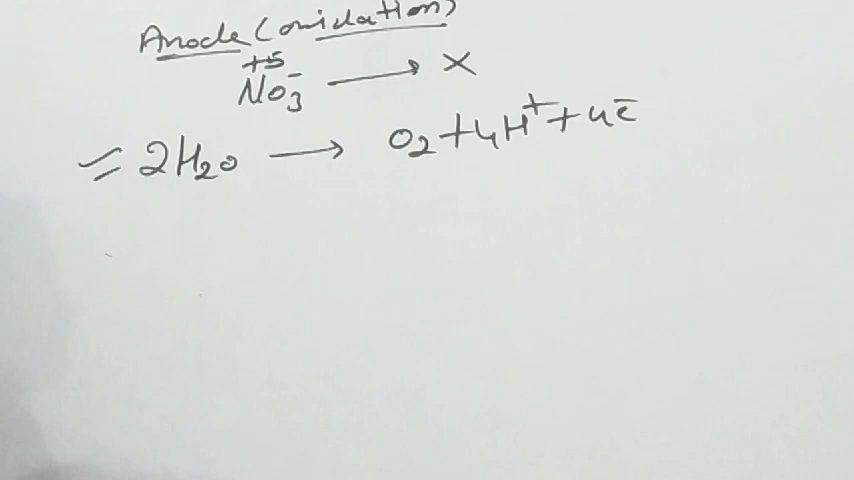 Anode (oxidation)
+5
NO3⁻ ⟶ X
= 2H2O ⟶ O2 + 4H⁺ + 4e⁻